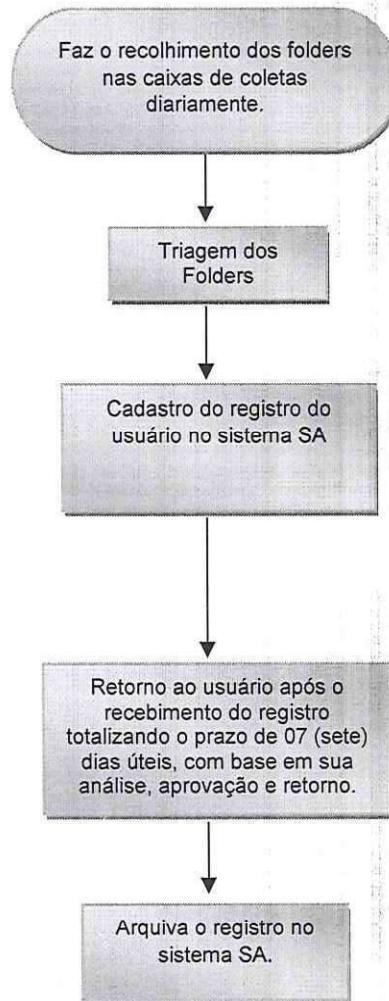 Faz o recolhimento dos folders
nas caixas de coletas
diariamente.
Triagem dos
Folders
Cadastro do registro do
usuário no sistema SA
Retorno ao usuário após o
recebimento do registro
totalizando o prazo de 07 (sete)
dias úteis, com base em sua
análise, aprovação e retorno.
Arquiva o registro no
sistema SA.